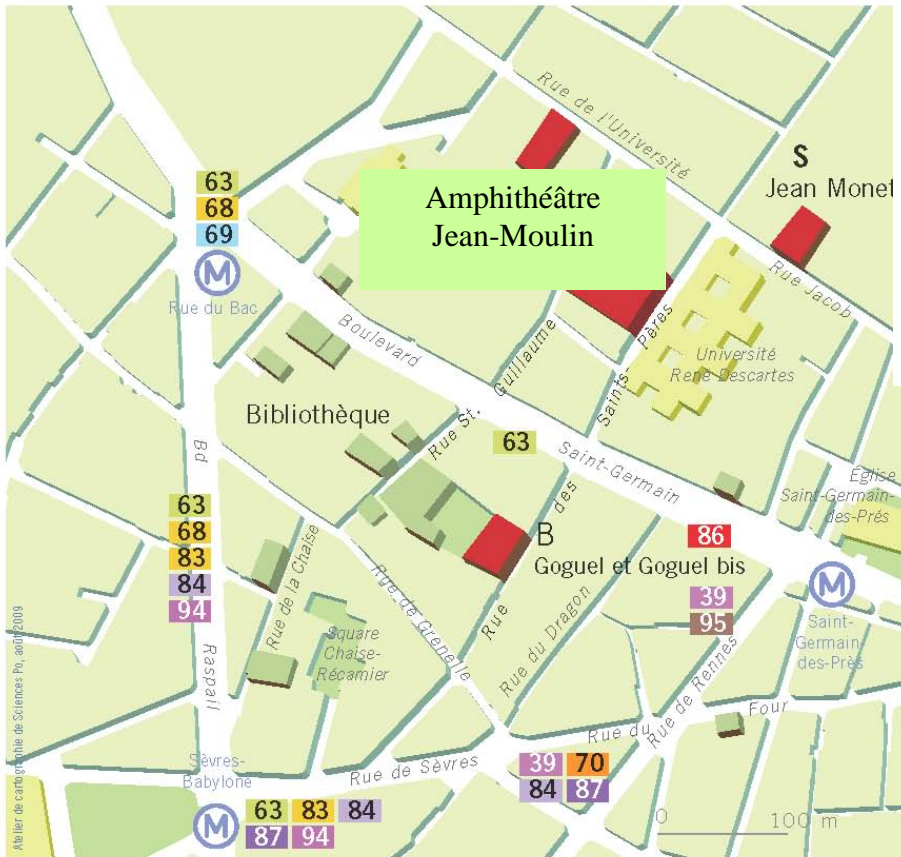 Rue de l'Université
S
Jean Monet
Amphithéâtre
Jean-Moulin
63
68
69
M
Rue du Bac
Rue Jacob
Boulevard
Saint-Germain
Université
René Descartes
Rue St. Guillaume
Rue des Saints-Pères
Bibliothèque
63
Bd Raspail
Église
Saint-Germain-
des-Prés
63
68
83
84
94
B
Goguel et Goguel bis
86
39
95
M
Saint-
Germain-
des-Près
Rue de la Chaise
Rue de Grenelle
Rue du Dragon
Square
Chaise-
Récamier
Rue de Rennes
Rue du Four
Sèvres-
Babylone
Rue de Sèvres
39 70
84 87
M
63 83 84
87 94
0 100 m
Atelier de cartographie de Sciences Po, août 2009